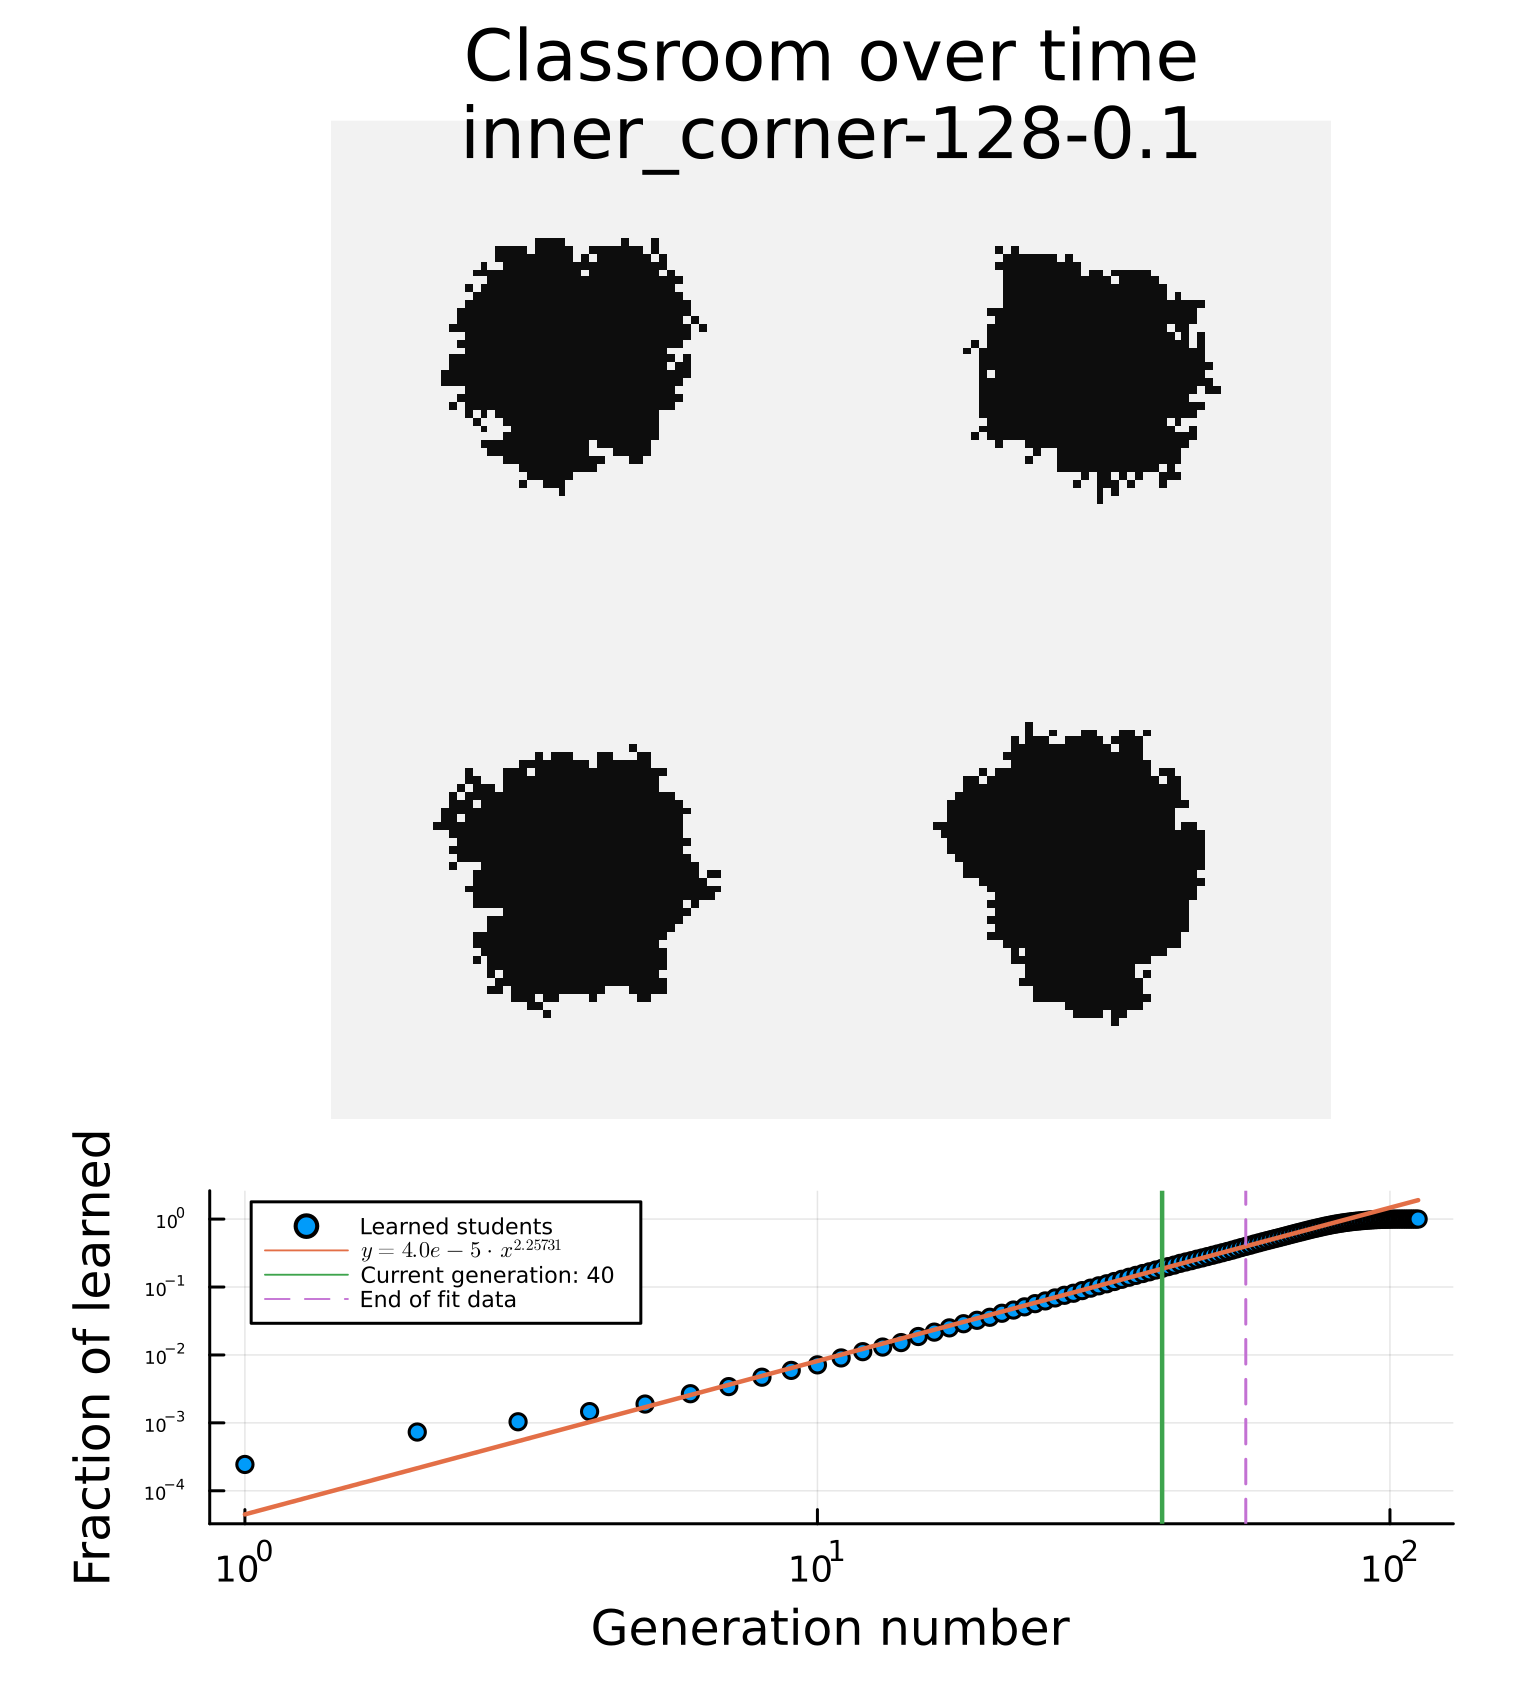 Classroom over time
inner_corner-128-0.1
Fraction of learned
10^0
10^-1
10^-2
10^-3
10^-4
Learned students
y = 4.0e − 5 · x^2.25731
Current generation: 40
End of fit data
10^0 10^1 10^2
Generation number